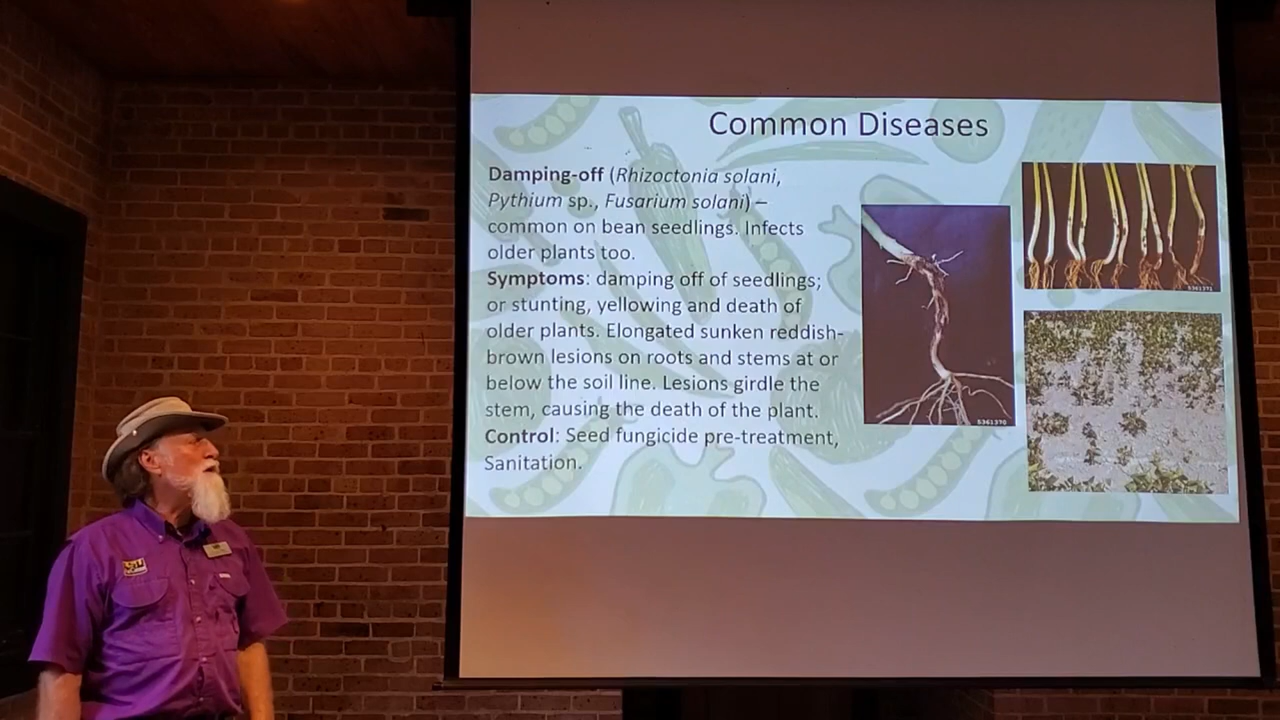 Common Diseases
Damping-off (Rhizoctonia solani,
Pythium sp., Fusarium solani) –
common on bean seedlings. Infects
older plants too.
Symptoms: damping off of seedlings;
or stunting, yellowing and death of
older plants. Elongated sunken reddish-
brown lesions on roots and stems at or
below the soil line. Lesions girdle the
stem, causing the death of the plant.
Control: Seed fungicide pre-treatment,
Sanitation.
5361371
5361370
LSU